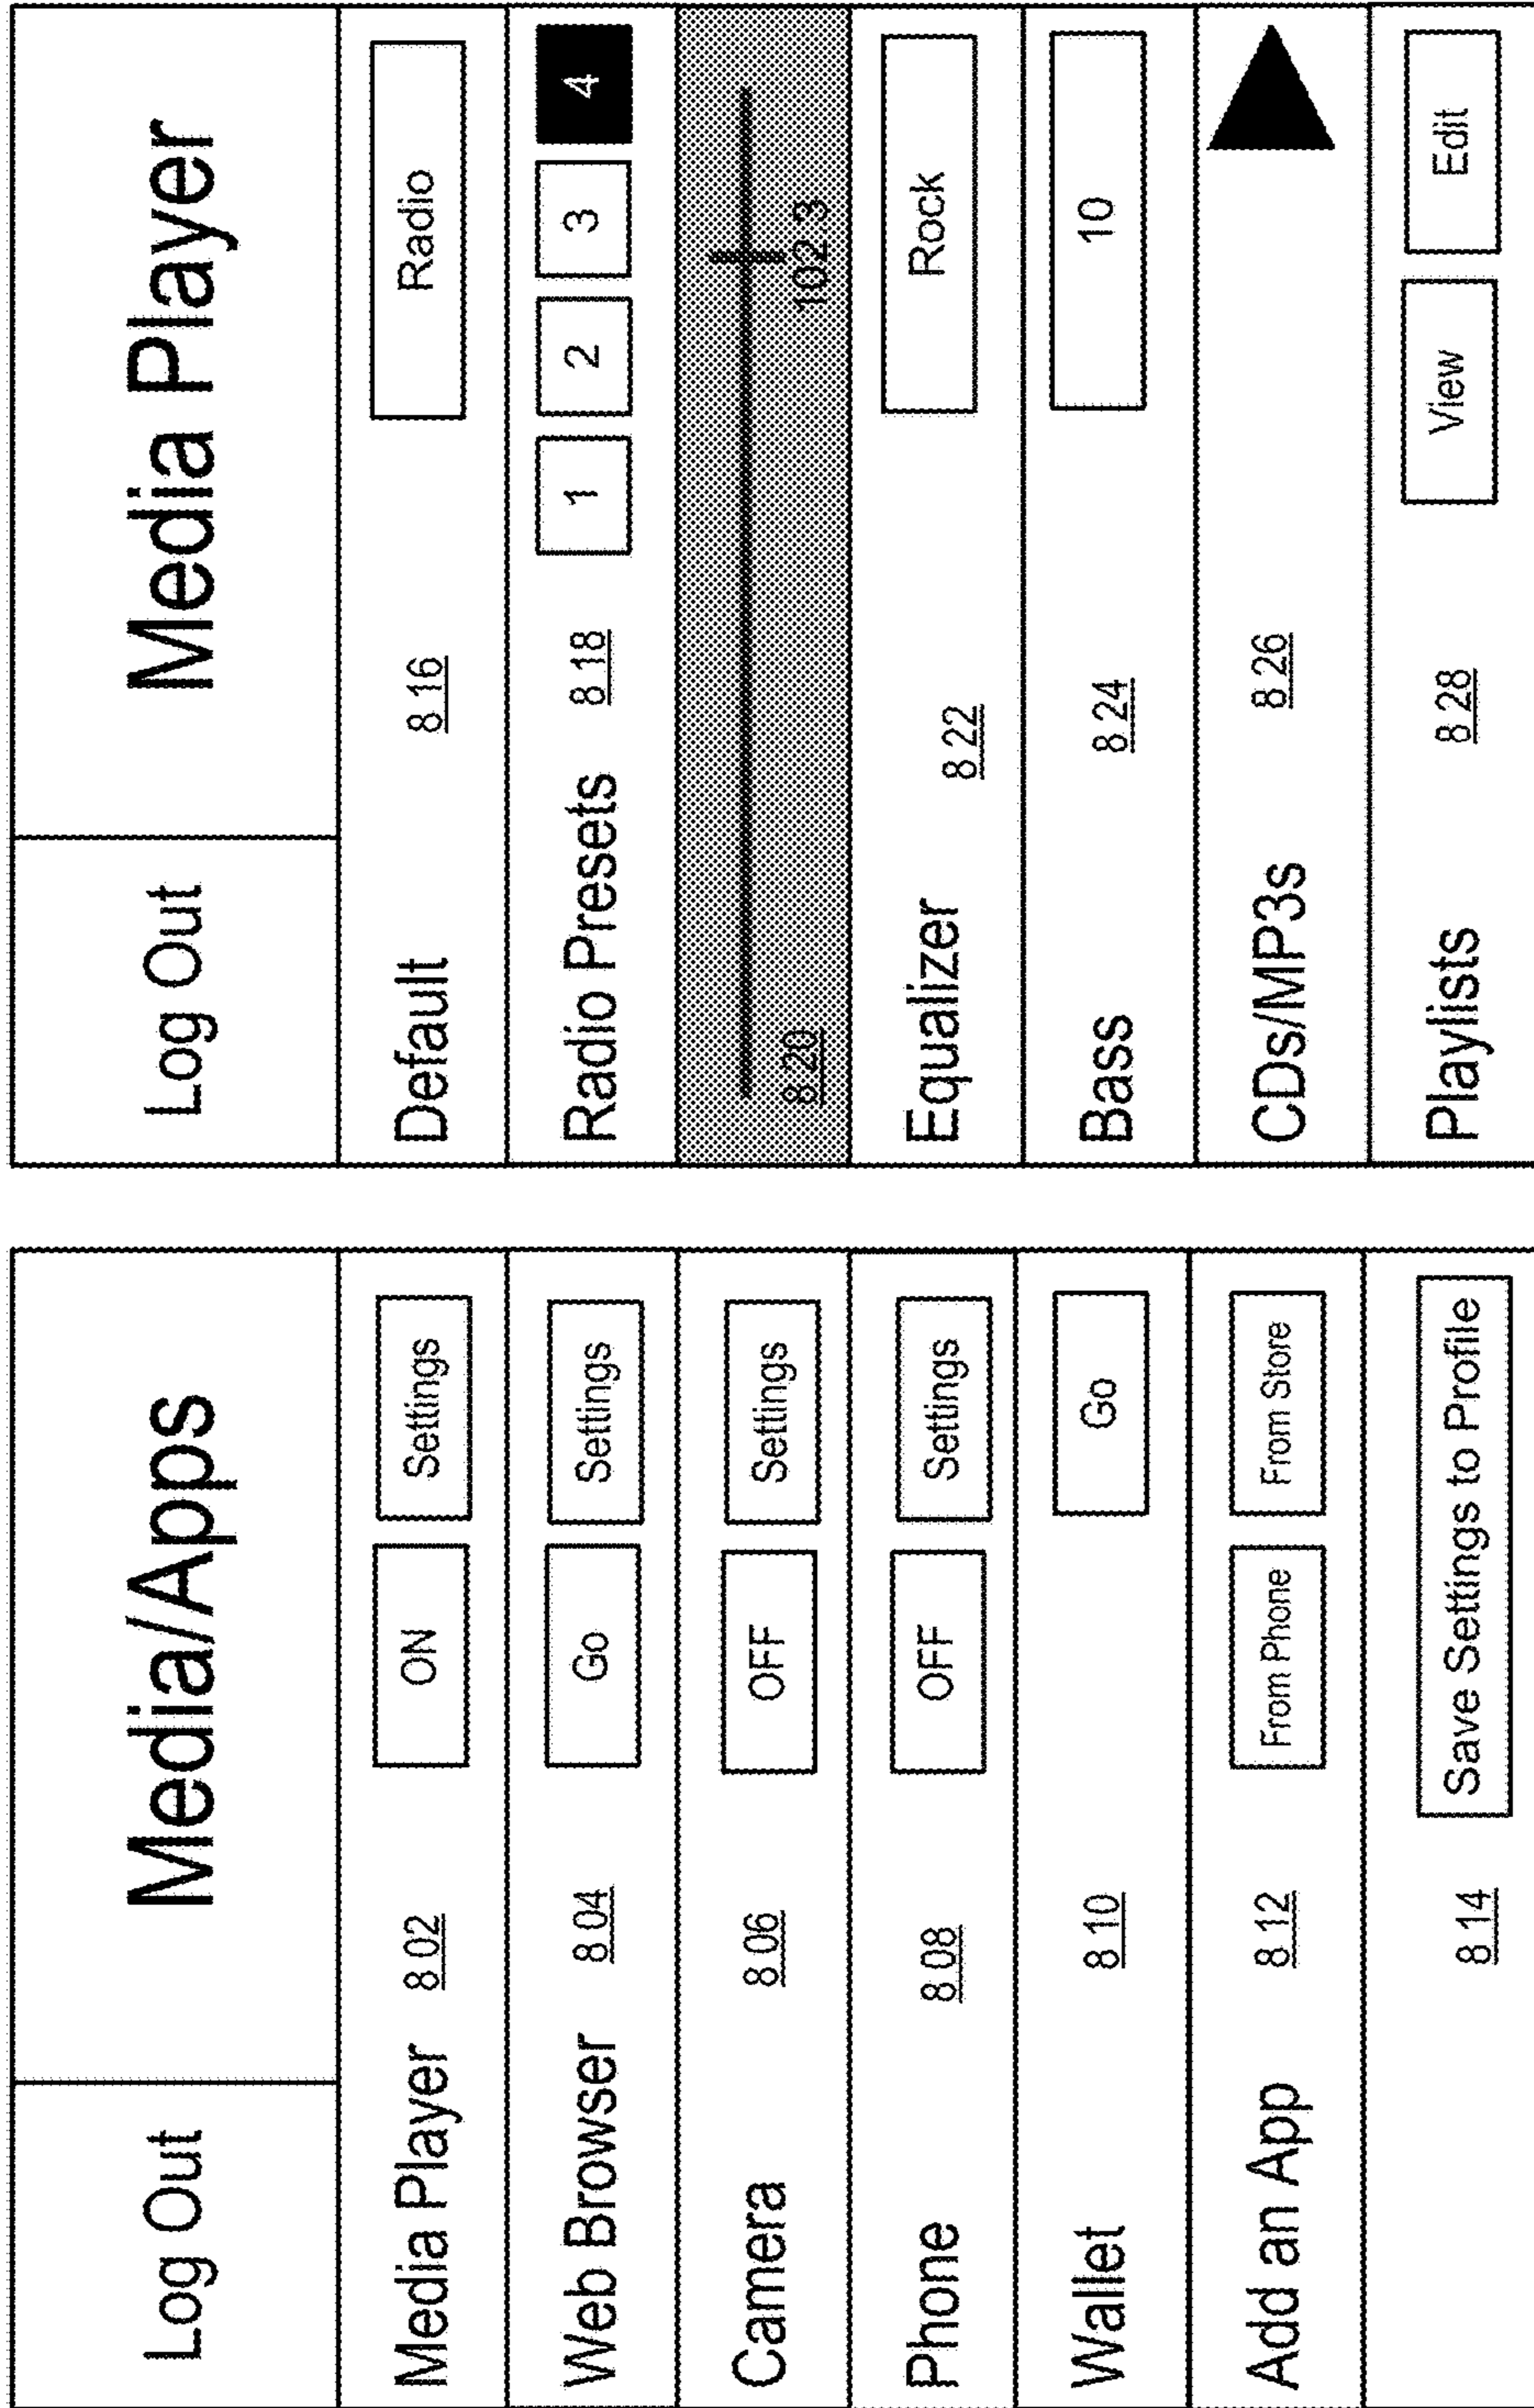 Log Out Media/Apps
Media Player 8 02 ON Settings
Web Browser 8 04 Go Settings
Camera 8 06 OFF Settings
Phone 8 08 OFF Settings
Wallet 8 10 Go
Add an App 8 12 From Phone From Store
8 14 Save Settings to Profile
Log Out Media Player
Default 8 16 Radio
Radio Presets 8 18 1 2 3 4
8 20 102.3
Equalizer 8 22 Rock
Bass 8 24 10
CDs/MP3s 8 26
Playlists 8 28 View Edit